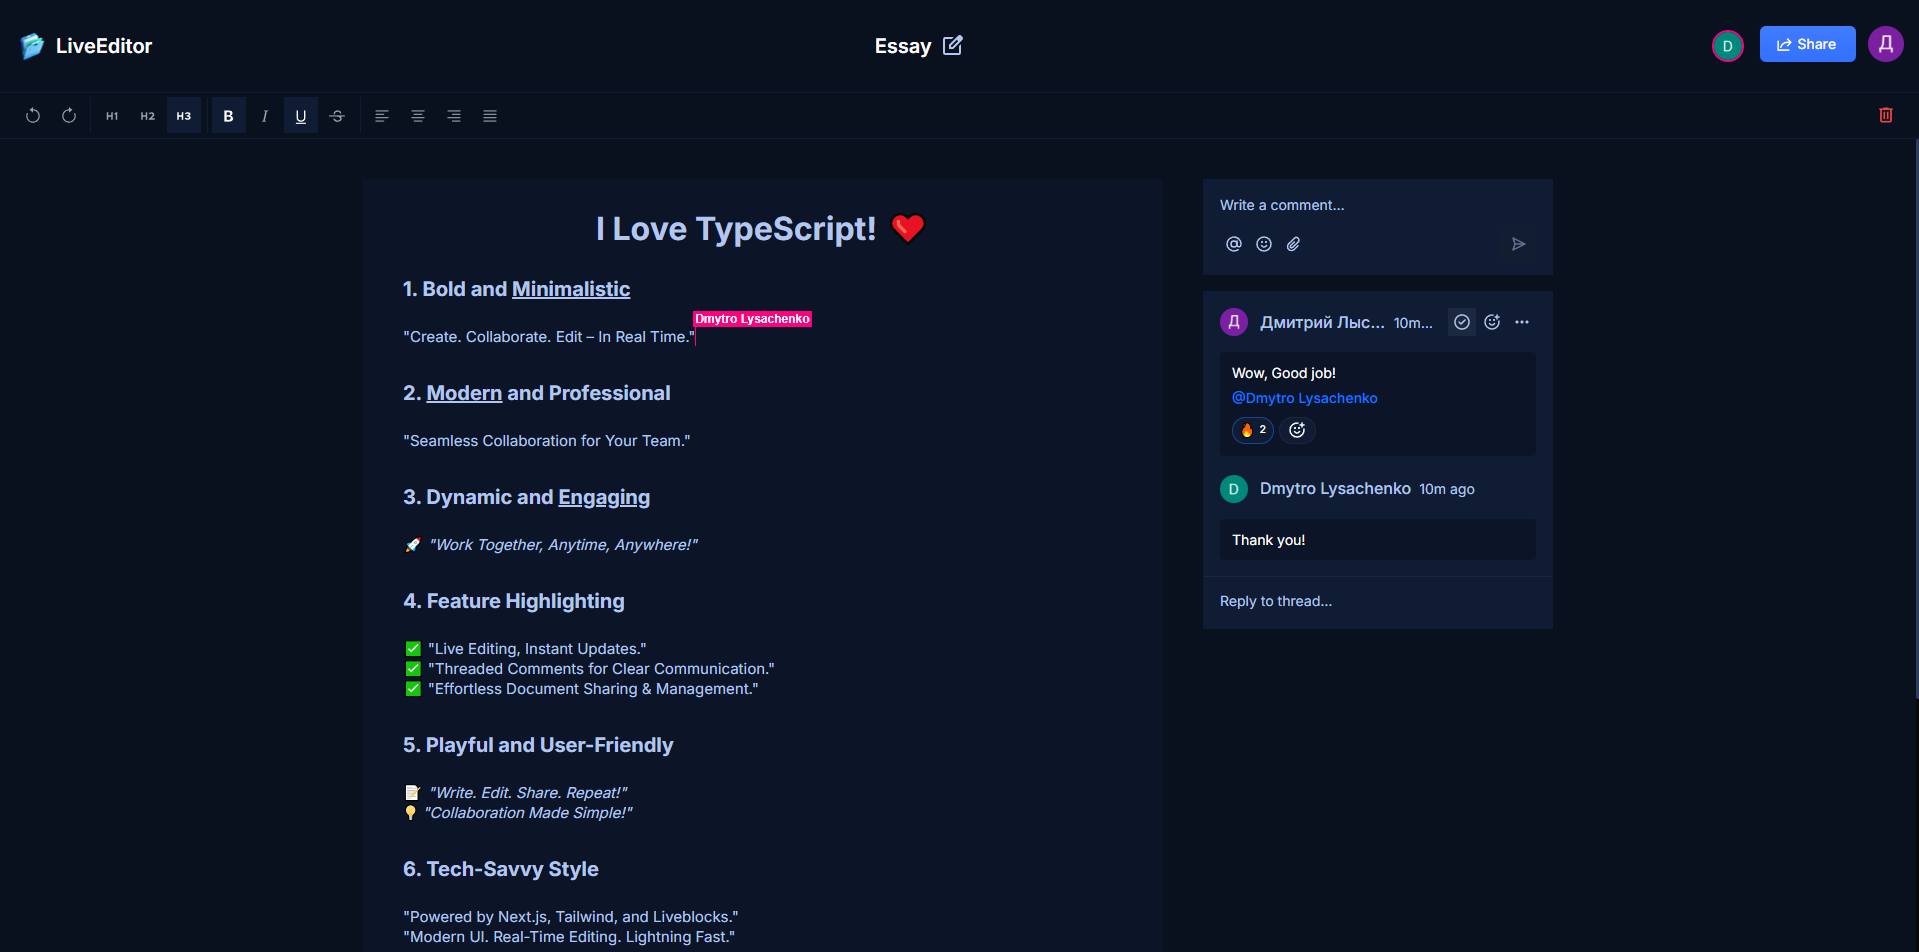 LiveEditor
Essay
D
Share
Д
H1 H2 H3 B I U S
I Love TypeScript! ❤️
1. Bold and Minimalistic
Dmytro Lysachenko
"Create. Collaborate. Edit – In Real Time."
2. Modern and Professional
"Seamless Collaboration for Your Team."
3. Dynamic and Engaging
🚀 "Work Together, Anytime, Anywhere!"
4. Feature Highlighting
✅ "Live Editing, Instant Updates."
✅ "Threaded Comments for Clear Communication."
✅ "Effortless Document Sharing & Management."
5. Playful and User-Friendly
📝 "Write. Edit. Share. Repeat!"
💡 "Collaboration Made Simple!"
6. Tech-Savvy Style
"Powered by Next.js, Tailwind, and Liveblocks."
"Modern UI. Real-Time Editing. Lightning Fast."
Write a comment...
@
Д Дмитрий Лыс... 10m...
Wow, Good job!
@Dmytro Lysachenko
🔥 2
D Dmytro Lysachenko 10m ago
Thank you!
Reply to thread...